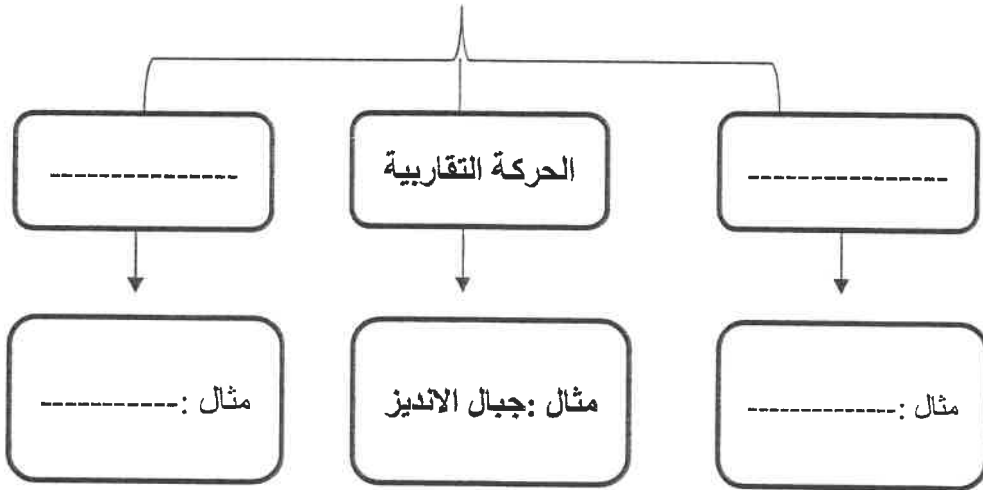 ----------------
الحركة التقاربية
---------------
مثال :-------------
مثال :جبال الانديز
مثال :------------